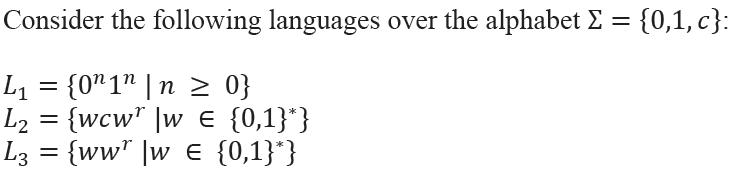 Consider the following languages over the alphabet Σ = {0,1, c}:
L₁ = {0ⁿ1ⁿ | n ≥ 0}
L₂ = {wcwʳ |w ∈ {0,1}*}
L₃ = {wwʳ |w ∈ {0,1}*}